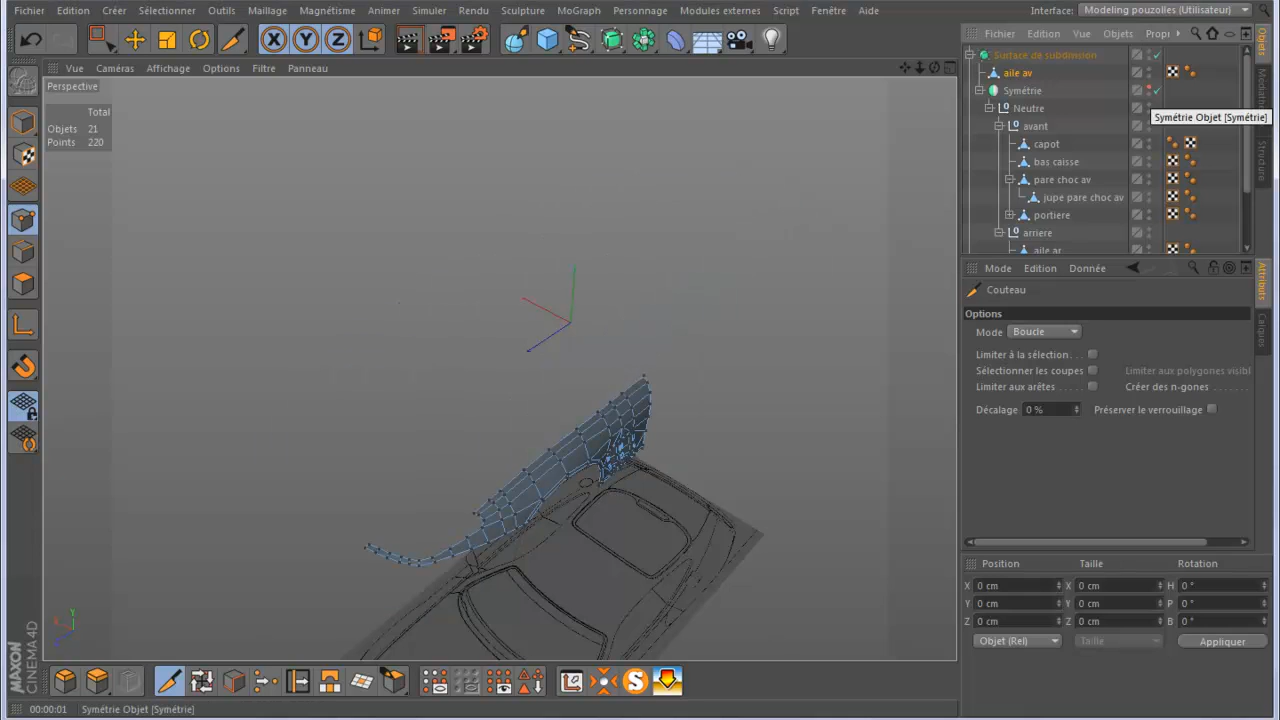 Fichier Edition Créer Sélectionner Outils Maillage Magnétisme Animer Simuler Rendu Sculpture MoGraph Personnage Modules externes Script Fenêtre Aide Interface: Modeling pouzolles (Utilisateur)
Fichier Edition Vue Objets Propi
Vue Caméras Affichage Options Filtre Panneau
Perspective
Total
Objets 21
Points 220
Surface de subdivision
aile av
Symétrie
Neutre
Symétrie Objet [Symétrie]
avant
capot
bas caisse
pare choc av
jupe pare choc av
portiere
arriere
aile ar
Objets
Structure
Mode Edition Donnée
Attributs
Calques
Couteau
Options
Mode Boucle
Limiter à la sélection
Sélectionner les coupes Limiter aux polygones visibl
Limiter aux arêtes Créer des n-gones
Décalage 0 % Préserver le verrouillage
Position Taille Rotation
X 0 cm X 0 cm H 0 °
Y 0 cm Y 0 cm P 0 °
Z 0 cm Z 0 cm B 0 °
Objet (Rel) Taille Appliquer
MAXON
CINEMA 4D
00:00:01 Symétrie Objet [Symétrie]